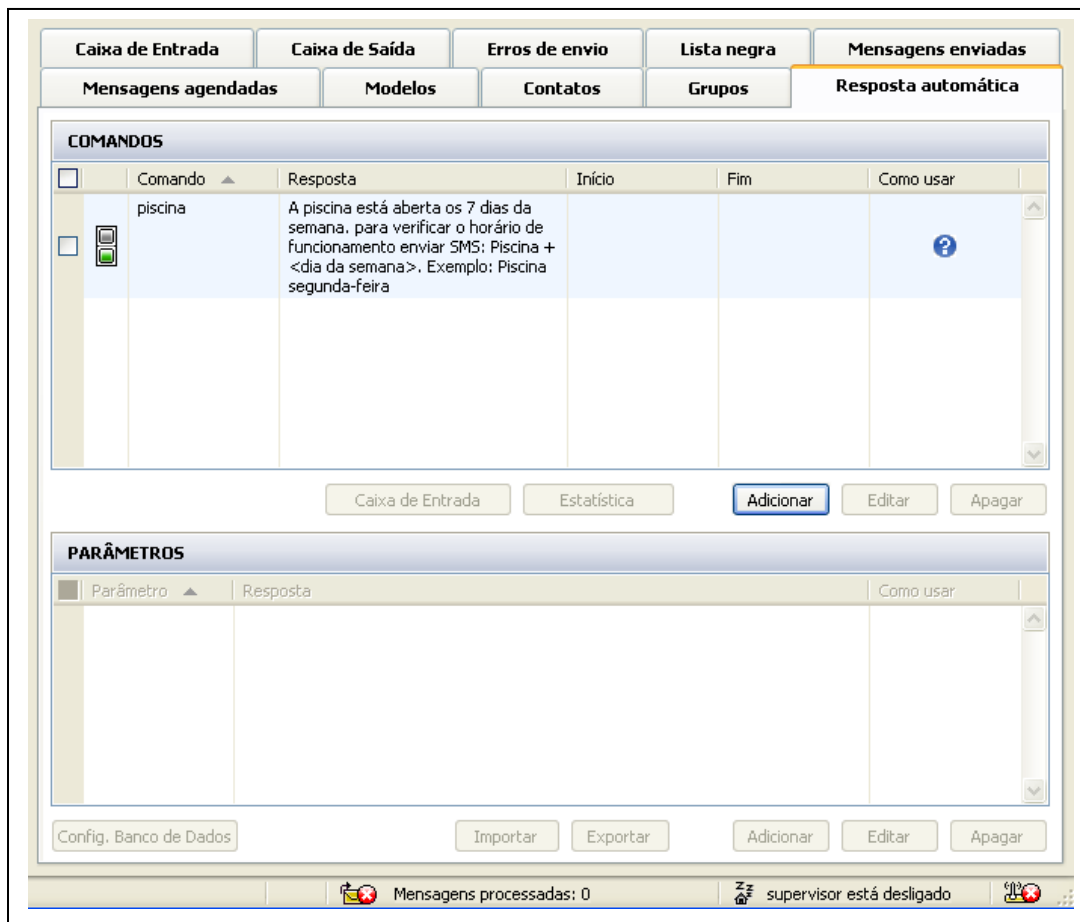 Caixa de Entrada Caixa de Saída Erros de envio Lista negra Mensagens enviadas
Mensagens agendadas Modelos Contatos Grupos Resposta automática
COMANDOS
Comando Resposta Início Fim Como usar
piscina A piscina está aberta os 7 dias da
semana. para verificar o horário de
funcionamento enviar SMS: Piscina +
<dia da semana>. Exemplo: Piscina
segunda-feira
Caixa de Entrada Estatística Adicionar Editar Apagar
PARÂMETROS
Parâmetro Resposta Como usar
Config. Banco de Dados Importar Exportar Adicionar Editar Apagar
Mensagens processadas: 0 supervisor está desligado